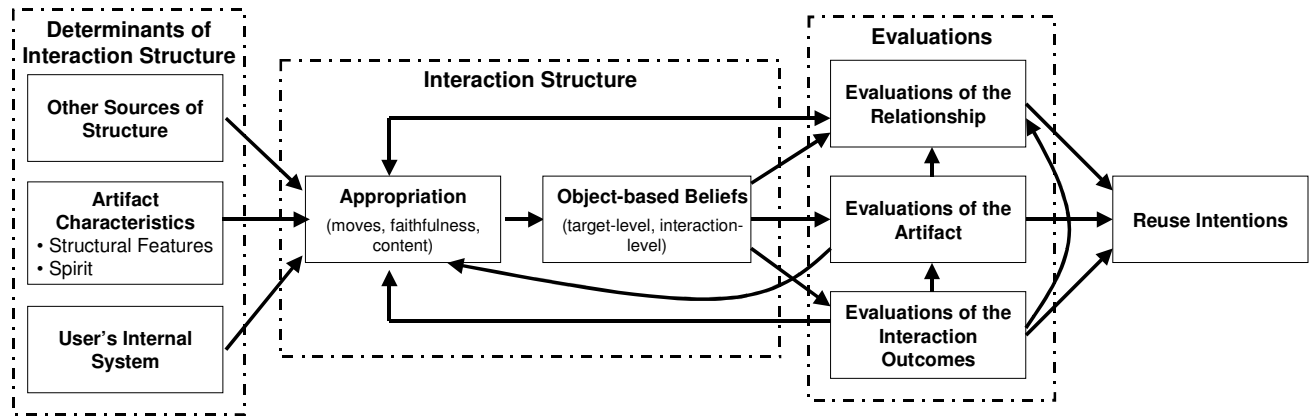 Determinants of
Interaction Structure
Other Sources of
Structure
Artifact
Characteristics
• Structural Features
• Spirit
User’s Internal
System
Interaction Structure
Appropriation
(moves, faithfulness,
content)
Object-based Beliefs
(target-level, interaction-
level)
Evaluations
Evaluations of the
Relationship
Evaluations of the
Artifact
Evaluations of the
Interaction
Outcomes
Reuse Intentions